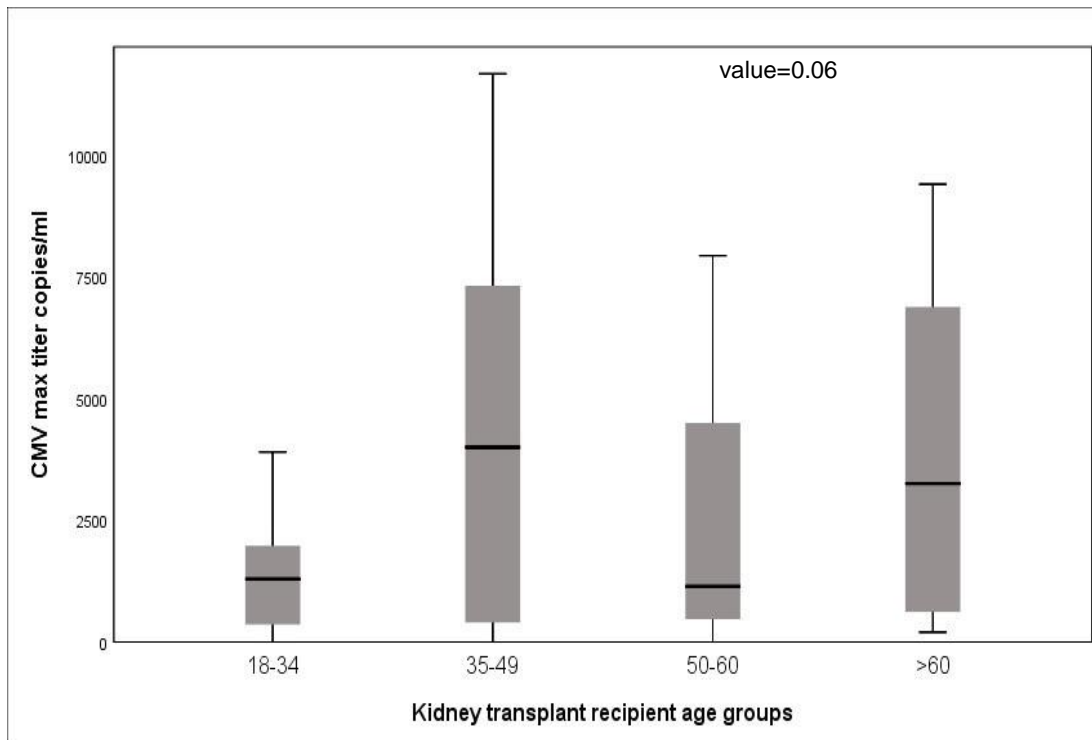 value=0.06
CMV max titer copies/ml
10000
7500
5000
2500
0
18-34 35-49 50-60 >60
Kidney transplant recipient age groups